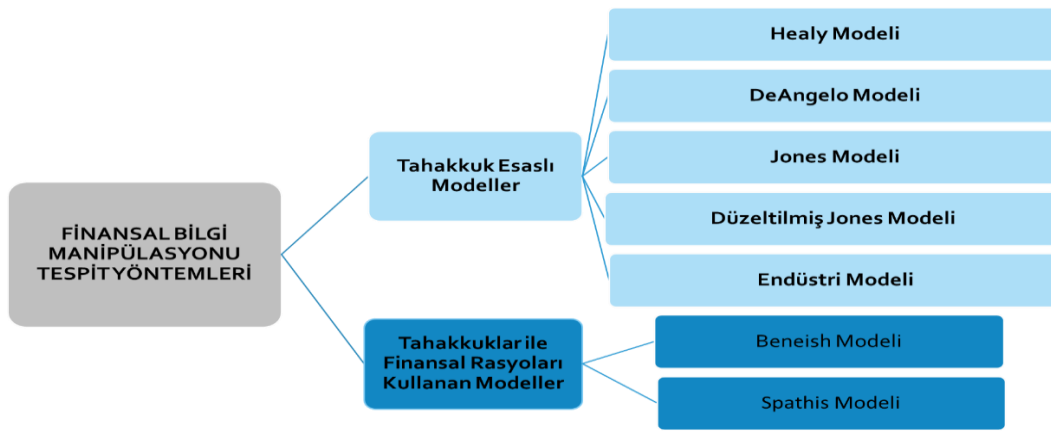 FİNANSAL BİLGİ
MANİPÜLASYONU
TESPİT YÖNTEMLERİ
Tahakkuk Esaslı
Modeller
Healy Modeli
DeAngelo Modeli
Jones Modeli
Düzeltilmiş Jones Modeli
Endüstri Modeli
Tahakkuklar ile
Finansal Rasyoları
Kullanan Modeller
Beneish Modeli
Spathis Modeli